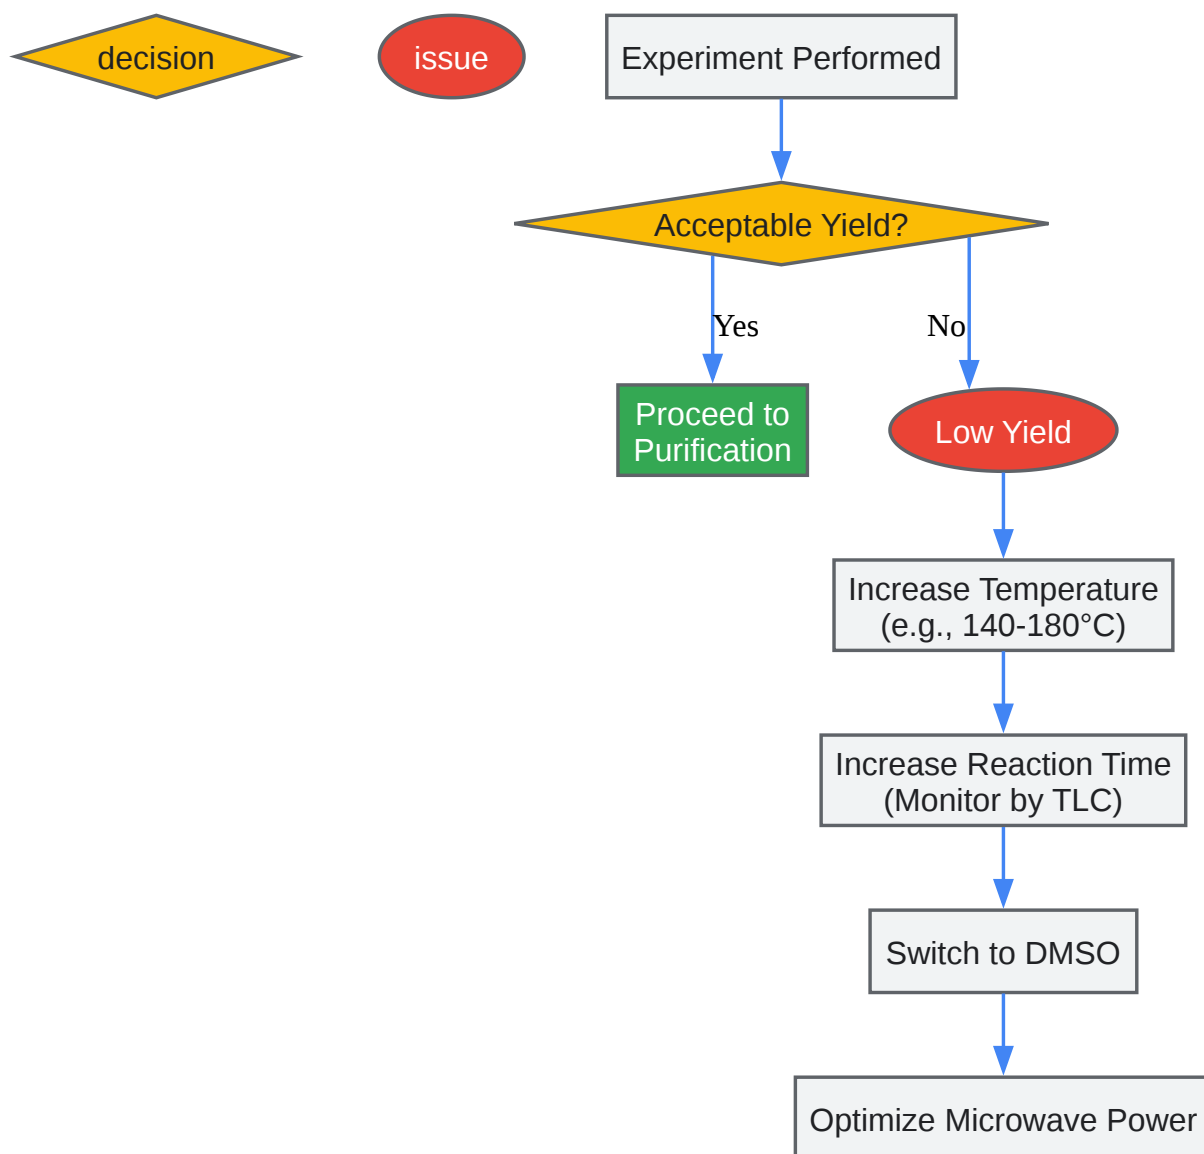 decision
issue
Experiment Performed
Acceptable Yield?
Yes
No
Proceed to
Purification
Low Yield
Increase Temperature
(e.g., 140-180°C)
Increase Reaction Time
(Monitor by TLC)
Switch to DMSO
Optimize Microwave Power